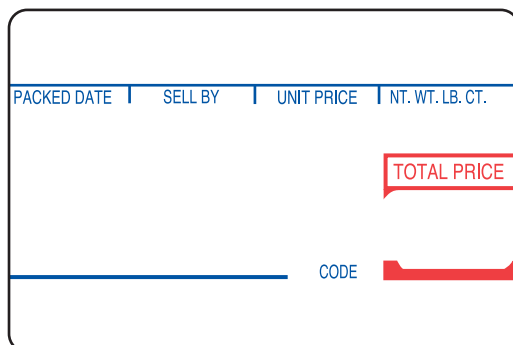 PACKED DATE SELL BY UNIT PRICE NT. WT. LB. CT.
TOTAL PRICE
CODE